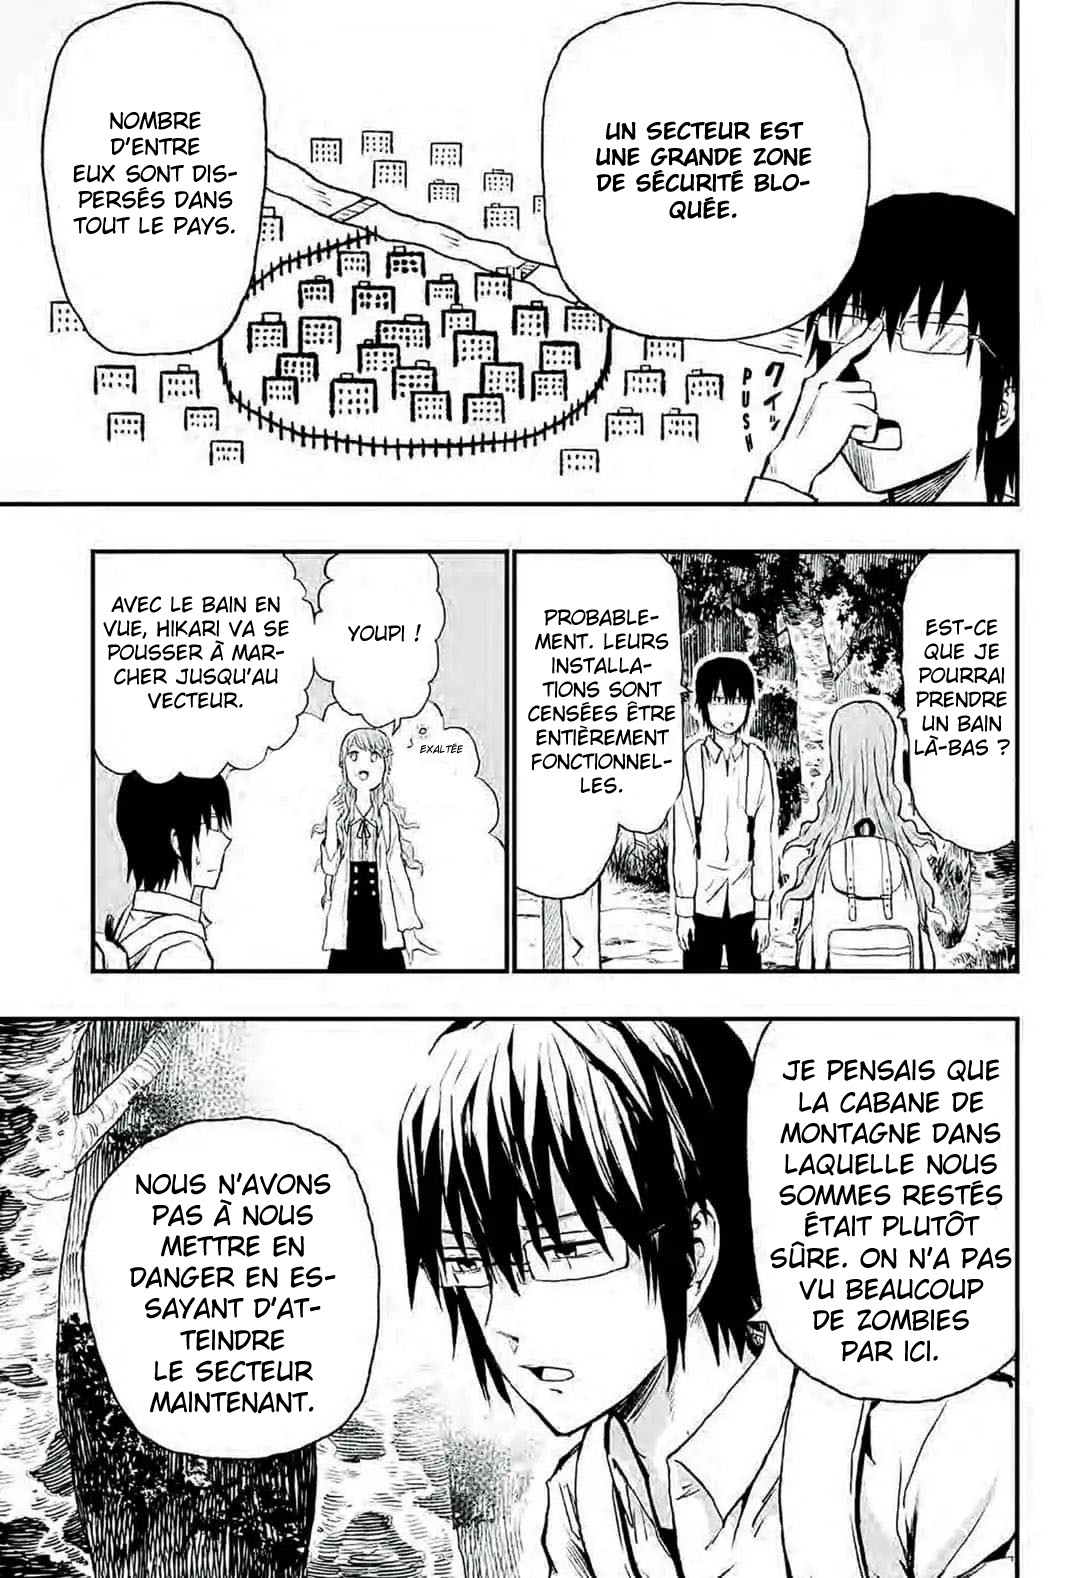 UN SECTEUR EST
UNE GRANDE ZONE
DE SÉCURITÉ BLO-
QUÉE.
NOMBRE
D'ENTRE
EUX SONT DIS-
PERSÉS DANS
TOUT LE PAYS.
クイッ
PUSH
EST-CE
QUE JE
POURRAI
PRENDRE
UN BAIN
LÀ-BAS ?
PROBABLE-
MENT. LEURS
INSTALLA-
TIONS SONT
CENSÉES ÊTRE
ENTIÈREMENT
FONCTIONNEL-
LES.
YOUPI !
EXALTÉE
AVEC LE BAIN EN
VUE, HIKARI VA SE
POUSSER À MAR-
CHER JUSQU'AU
VECTEUR.
JE PENSAIS QUE
LA CABANE DE
MONTAGNE DANS
LAQUELLE NOUS
SOMMES RESTÉS
ÉTAIT PLUTÔT
SÛRE. ON N'A PAS
VU BEAUCOUP
DE ZOMBIES
PAR ICI.
NOUS N'AVONS
PAS À NOUS
METTRE EN
DANGER EN ES-
SAYANT D'AT-
TEINDRE
LE SECTEUR
MAINTENANT.